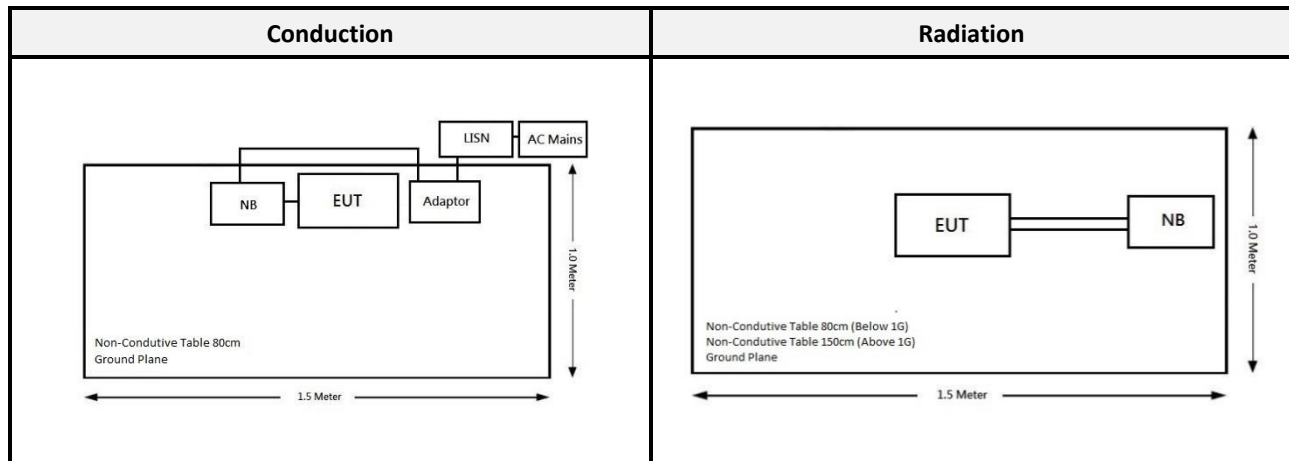 Conduction
Radiation
LISN
AC Mains
NB
EUT
Adaptor
1.0 Meter
Non-Condutive Table 80cm
Ground Plane
1.5 Meter
EUT
NB
1.0 Meter
Non-Condutive Table 80cm (Below 1G)
Non-Condutive Table 150cm (Above 1G)
Ground Plane
1.5 Meter